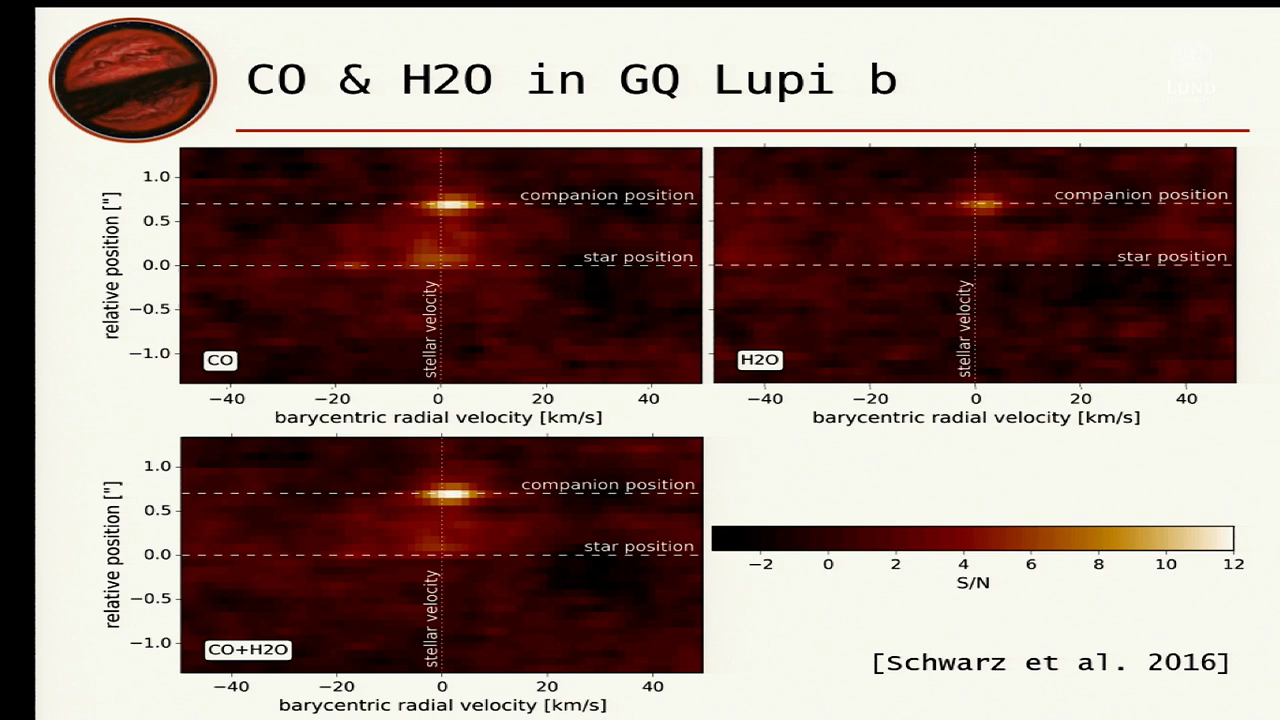 CO & H2O in GQ Lupi b
LUND
relative position ["]
1.0
0.5
0.0
−0.5
−1.0
companion position
star position
stellar velocity
CO
−40 −20 0 20 40
barycentric radial velocity [km/s]
companion position
star position
stellar velocity
H2O
−40 −20 0 20 40
barycentric radial velocity [km/s]
relative position ["]
1.0
0.5
0.0
−0.5
−1.0
companion position
star position
stellar velocity
CO+H2O
−40 −20 0 20 40
barycentric radial velocity [km/s]
−2 0 2 4 6 8 10 12
S/N
[Schwarz et al. 2016]